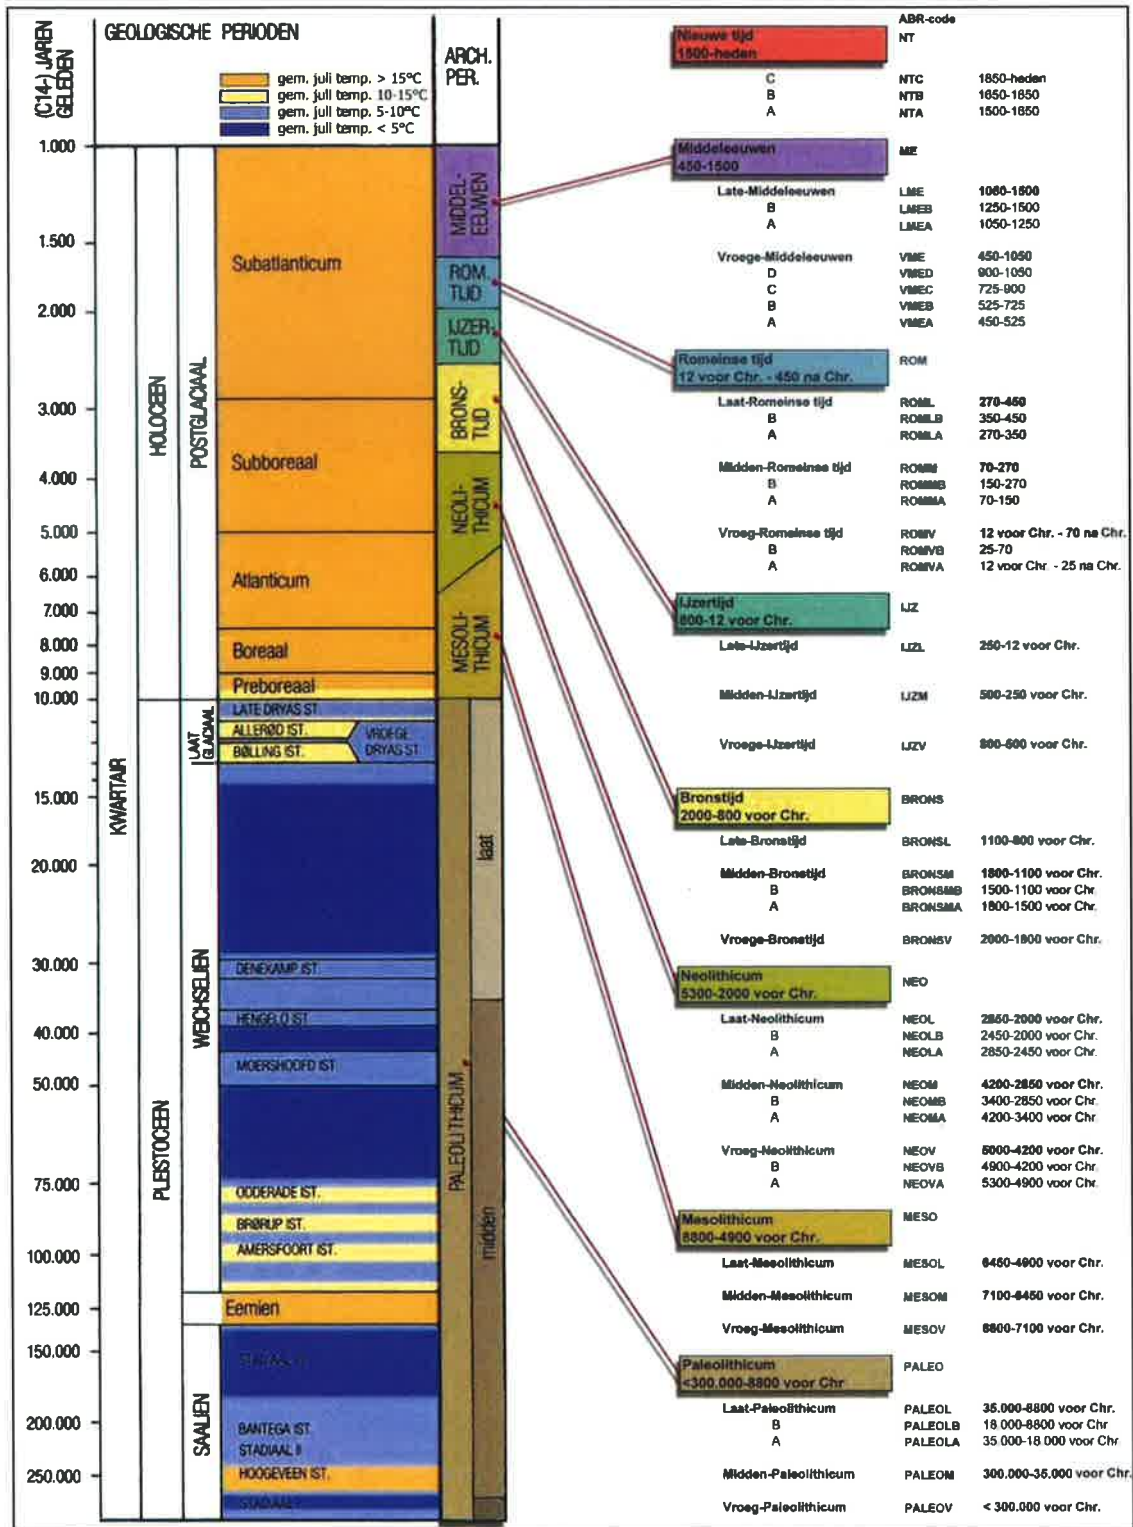 (C14-) JAREN
GELEDEN
GEOLOGISCHE PERIODEN
gem. juli temp. > 15°C
gem. juli temp. 10-15°C
gem. juli temp. 5-10°C
gem. juli temp. < 5°C
ARCH.
PER.
1.000
1.500
2.000
3.000
4.000
5.000
6.000
7.000
8.000
9.000
10.000
15.000
20.000
30.000
40.000
50.000
75.000
100.000
125.000
150.000
200.000
250.000
KWARTAIR
HOLOCEEN
PLEISTOCEEN
POSTGLACIAAL
LAAT
GLACIAAL
WEICHSELIEN
SAALIEN
Subatlanticum
Subboreaal
Atlanticum
Boreaal
Preboreaal
LATE DRYAS ST.
ALLERØD IST.
VROEGE
DRYAS ST.
BØLLING IST.
DENEKAMP IST.
HENGELO IST.
MOERSHOOFD IST.
ODDERADE IST.
BRØRUP IST.
AMERSFOORT IST.
Eemien
STADIAAL
BANTEGA IST.
STADIAAL II
HOOGEVEEN IST.
STADIAAL
MIDDEL-
EEUWEN
ROM.
TIJD
IJZER-
TIJD
BRONS-
TIJD
NEOLI-
THICUM
MESOLI-
THICUM
PALEOLITHICUM
laat
midden
ABR-code
Nieuwe tijd NT
1500-heden
C NTC 1850-heden
B NTB 1650-1850
A NTA 1500-1650
Middeleeuwen ME
450-1500
Late-Middeleeuwen LME 1050-1500
B LMEB 1250-1500
A LMEA 1050-1250
Vroege-Middeleeuwen VME 450-1050
D VMED 900-1050
C VMEC 725-900
B VMEB 525-725
A VMEA 450-525
Romeinse tijd ROM
12 voor Chr. - 450 na Chr.
Laat-Romeinse tijd ROML 270-450
B ROMLB 350-450
A ROMLA 270-350
Midden-Romeinse tijd ROMM 70-270
B ROMMB 150-270
A ROMMA 70-150
Vroeg-Romeinse tijd ROMV 12 voor Chr. - 70 na Chr.
B ROMVB 25-70
A ROMVA 12 voor Chr. - 25 na Chr.
IJzertijd IJZ
800-12 voor Chr.
Late-IJzertijd IJZL 250-12 voor Chr.
Midden-IJzertijd IJZM 500-250 voor Chr.
Vroege-IJzertijd IJZV 800-500 voor Chr.
Bronstijd BRONS
2000-800 voor Chr.
Late-Bronstijd BRONSL 1100-800 voor Chr.
Midden-Bronstijd BRONSM 1800-1100 voor Chr.
B BRONSMB 1500-1100 voor Chr.
A BRONSMA 1800-1500 voor Chr.
Vroege-Bronstijd BRONSV 2000-1800 voor Chr.
Neolithicum NEO
5300-2000 voor Chr.
Laat-Neolithicum NEOL 2850-2000 voor Chr.
B NEOLB 2450-2000 voor Chr.
A NEOLA 2850-2450 voor Chr.
Midden-Neolithicum NEOM 4200-2850 voor Chr.
B NEOMB 3400-2850 voor Chr.
A NEOMA 4200-3400 voor Chr.
Vroeg-Neolithicum NEOV 5000-4200 voor Chr.
B NEOVB 4900-4200 voor Chr.
A NEOVA 5300-4900 voor Chr.
Mesolithicum MESO
8800-4900 voor Chr.
Laat-Mesolithicum MESOL 6450-4900 voor Chr.
Midden-Mesolithicum MESOM 7100-6450 voor Chr.
Vroeg-Mesolithicum MESOV 8800-7100 voor Chr.
Paleolithicum PALEO
<300.000-8800 voor Chr
Laat-Paleolithicum PALEOL 35.000-8800 voor Chr.
B PALEOLB 18.000-8800 voor Chr
A PALEOLA 35.000-18.000 voor Chr
Midden-Paleolithicum PALEOM 300.000-35.000 voor Chr.
Vroeg-Paleolithicum PALEOV < 300.000 voor Chr.